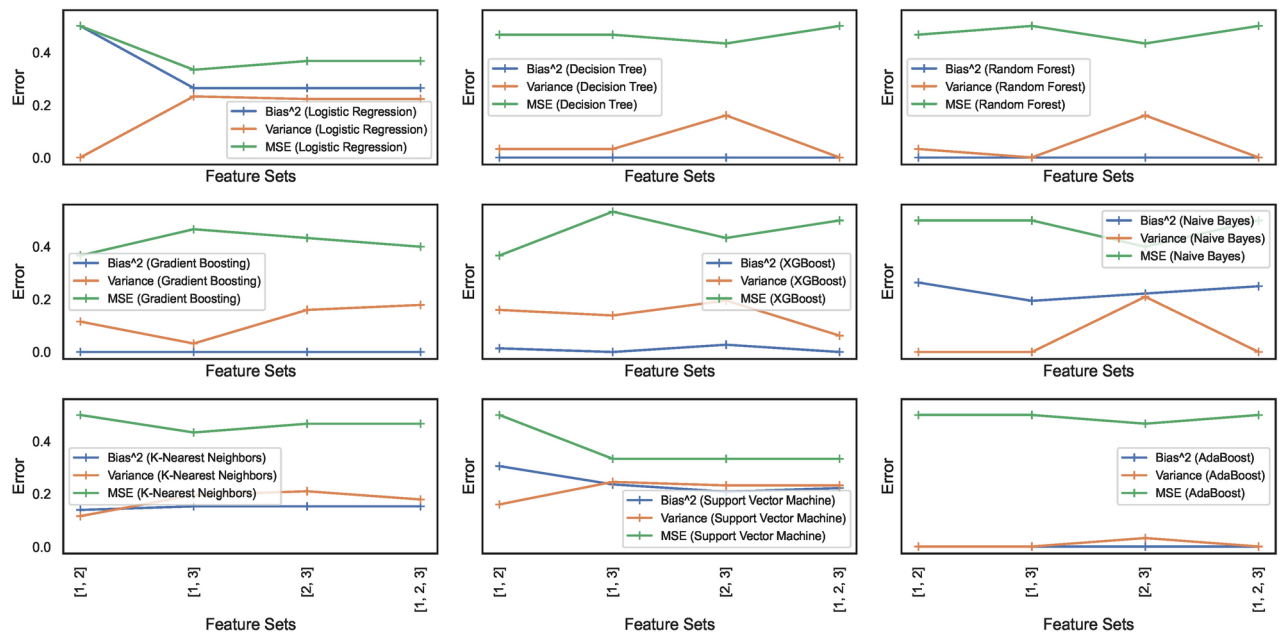 Error
0.4
0.2
0.0
Bias^2 (Logistic Regression)
Variance (Logistic Regression)
MSE (Logistic Regression)
Feature Sets
Error
Bias^2 (Decision Tree)
Variance (Decision Tree)
MSE (Decision Tree)
Feature Sets
Error
Bias^2 (Random Forest)
Variance (Random Forest)
MSE (Random Forest)
Feature Sets
Error
0.4
0.2
0.0
Bias^2 (Gradient Boosting)
Variance (Gradient Boosting)
MSE (Gradient Boosting)
Feature Sets
Error
Bias^2 (XGBoost)
Variance (XGBoost)
MSE (XGBoost)
Feature Sets
Error
Bias^2 (Naive Bayes)
Variance (Naive Bayes)
MSE (Naive Bayes)
Feature Sets
Error
0.4
0.2
0.0
Bias^2 (K-Nearest Neighbors)
Variance (K-Nearest Neighbors)
MSE (K-Nearest Neighbors)
[1, 2]
[1, 3]
[2, 3]
[1, 2, 3]
Feature Sets
Error
Bias^2 (Support Vector Machine)
Variance (Support Vector Machine)
MSE (Support Vector Machine)
[1, 2]
[1, 3]
[2, 3]
[1, 2, 3]
Feature Sets
Error
Bias^2 (AdaBoost)
Variance (AdaBoost)
MSE (AdaBoost)
[1, 2]
[1, 3]
[2, 3]
[1, 2, 3]
Feature Sets